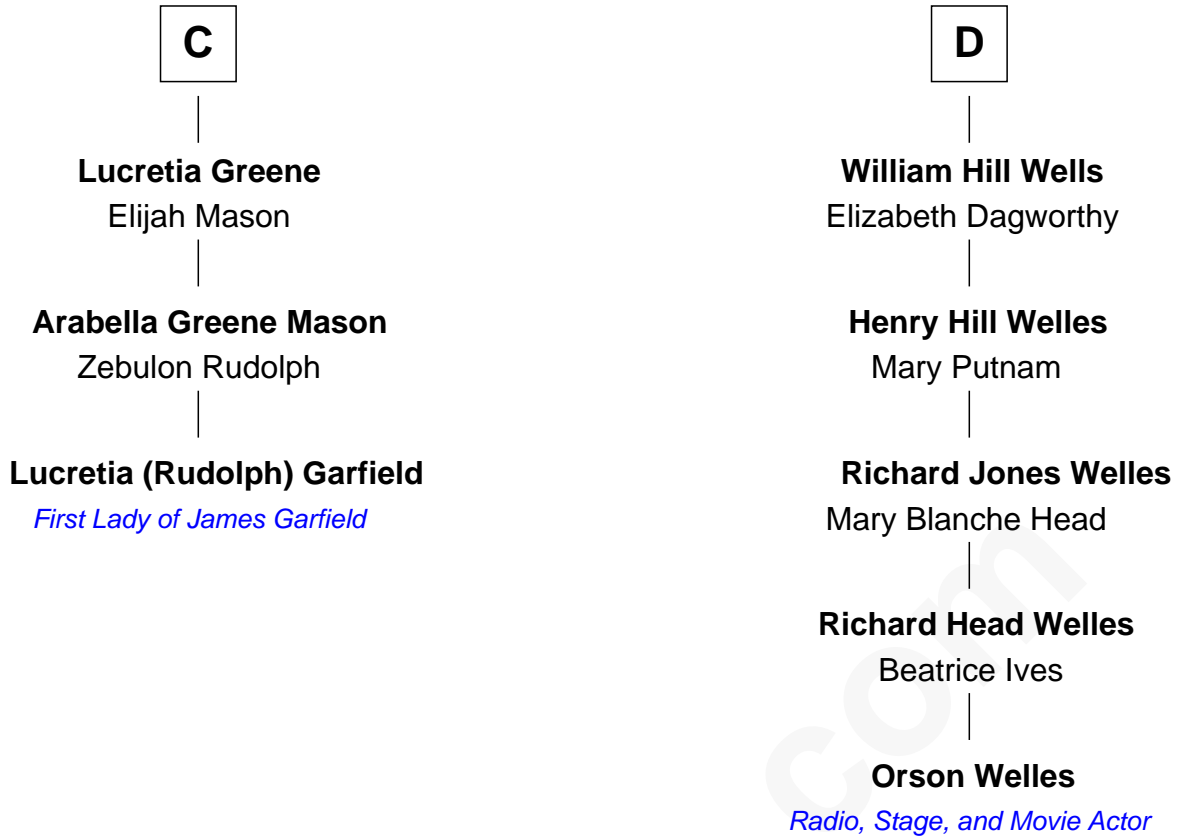 C
Lucretia Greene
Elijah Mason
Arabella Greene Mason
Zebulon Rudolph
Lucretia (Rudolph) Garfield
First Lady of James Garfield
D
William Hill Wells
Elizabeth Dagworthy
Henry Hill Welles
Mary Putnam
Richard Jones Welles
Mary Blanche Head
Richard Head Welles
Beatrice Ives
Orson Welles
Radio, Stage, and Movie Actor
com